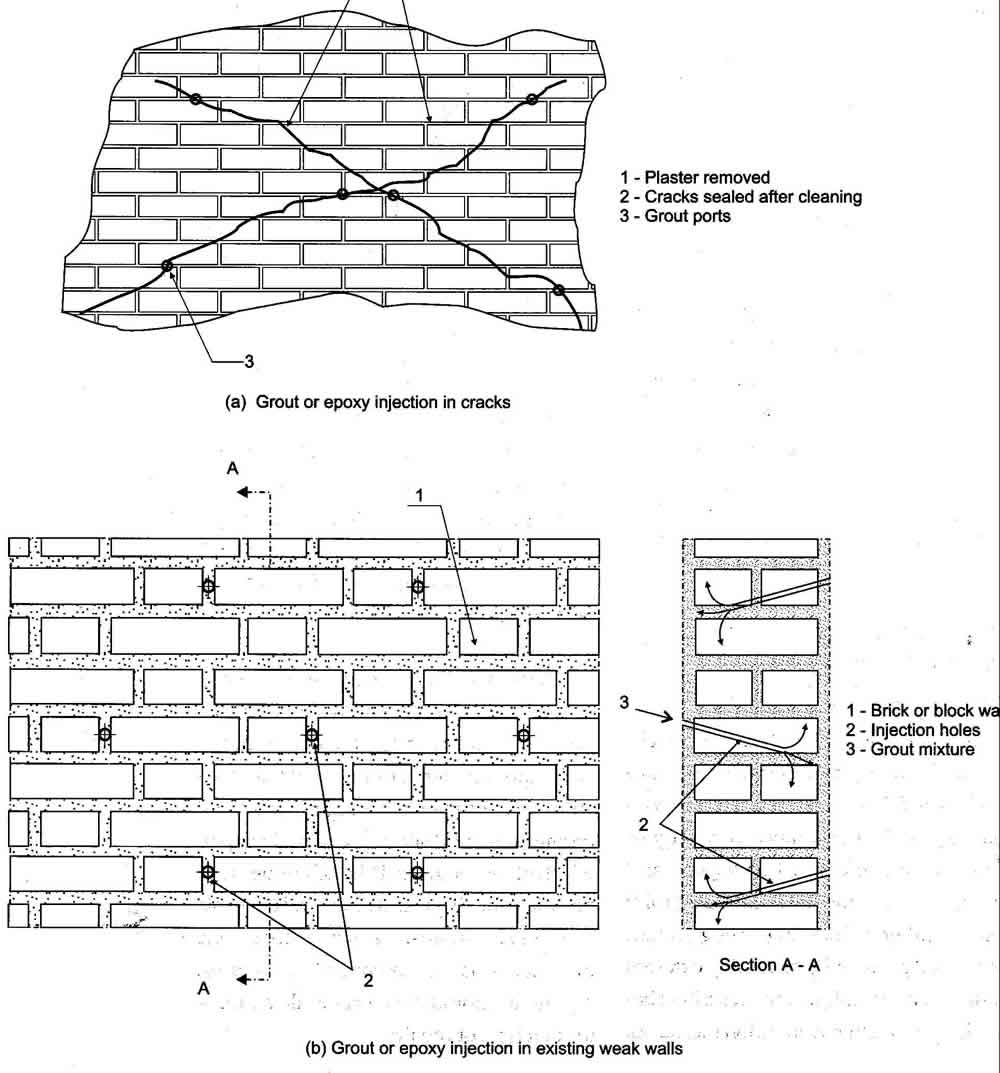 1 - Plaster removed
2 - Cracks sealed after cleaning
3 - Grout ports
3
(a) Grout or epoxy injection in cracks
A
1
3
1 - Brick or block wa
2 - Injection holes
3 - Grout mixture
2
A
2
Section A - A
(b) Grout or epoxy injection in existing weak walls